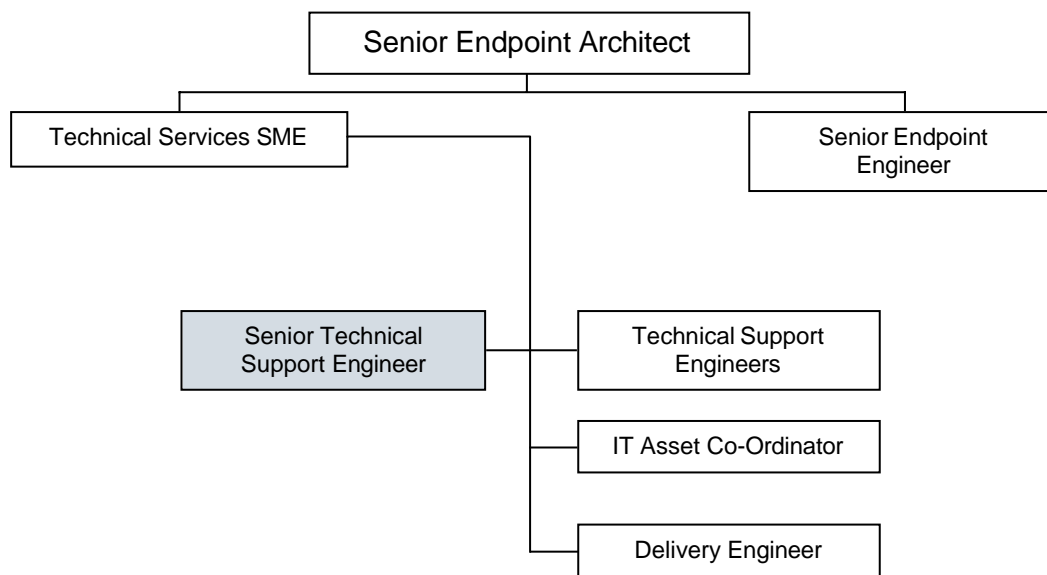 Senior Endpoint Architect
Technical Services SME
Senior Endpoint
Engineer
Senior Technical
Support Engineer
Technical Support
Engineers
IT Asset Co-Ordinator
Delivery Engineer